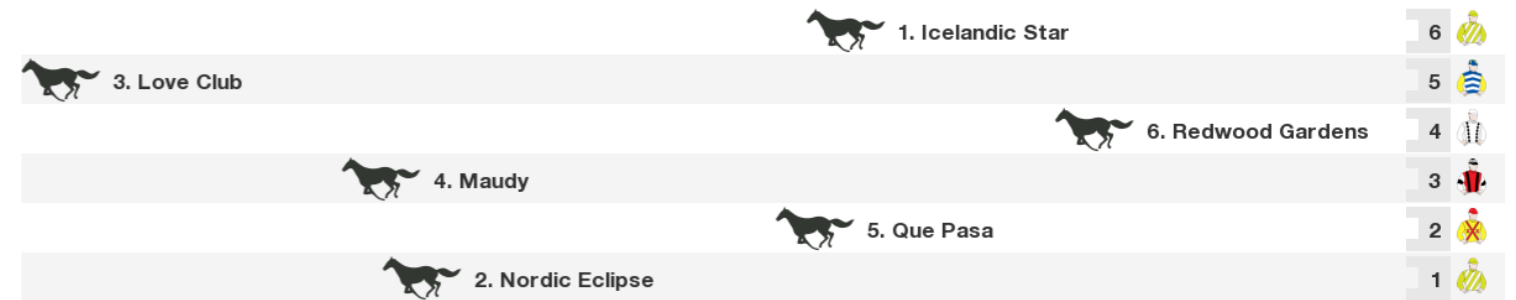 1. Icelandic Star 6
3. Love Club 5
6. Redwood Gardens 4
4. Maudy 3
5. Que Pasa 2
2. Nordic Eclipse 1